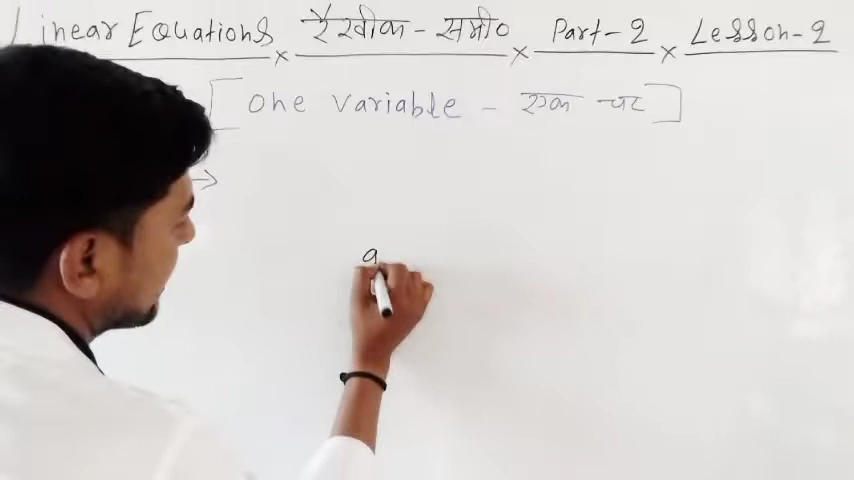 Linear Equations × रैखीक - समी० × Part-2 × Lesson-2
[ One variable - एक चर ]
→
a